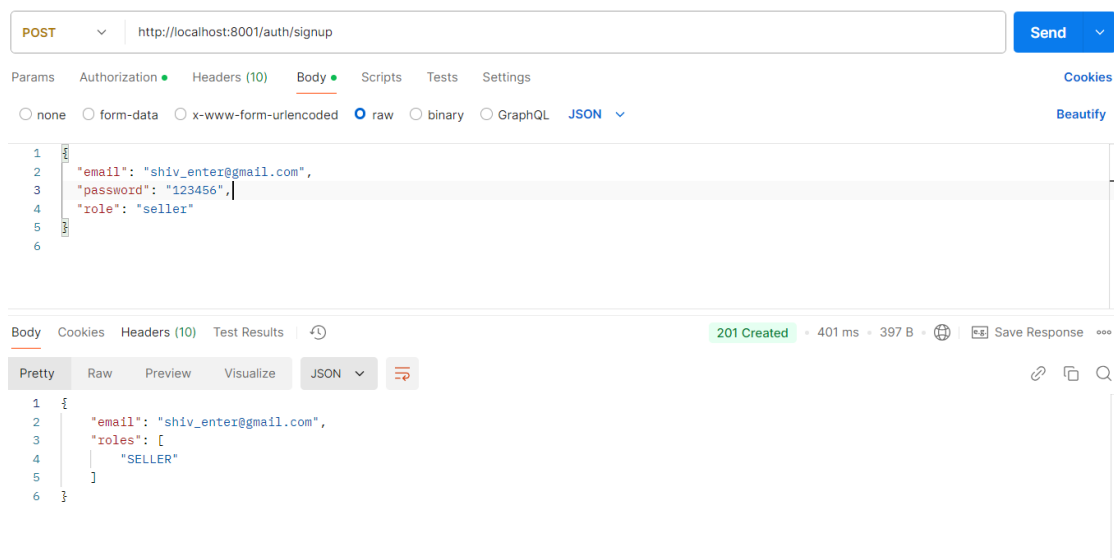 POST http://localhost:8001/auth/signup Send
Params Authorization Headers (10) Body Scripts Tests Settings Cookies
none form-data x-www-form-urlencoded raw binary GraphQL JSON Beautify
1 {
2 "email": "shiv_enter@gmail.com",
3 "password": "123456",
4 "role": "seller"
5 }
6
Body Cookies Headers (10) Test Results 201 Created 401 ms 397 B e.g. Save Response
Pretty Raw Preview Visualize JSON
1 {
2 "email": "shiv_enter@gmail.com",
3 "roles": [
4 "SELLER"
5 ]
6 }